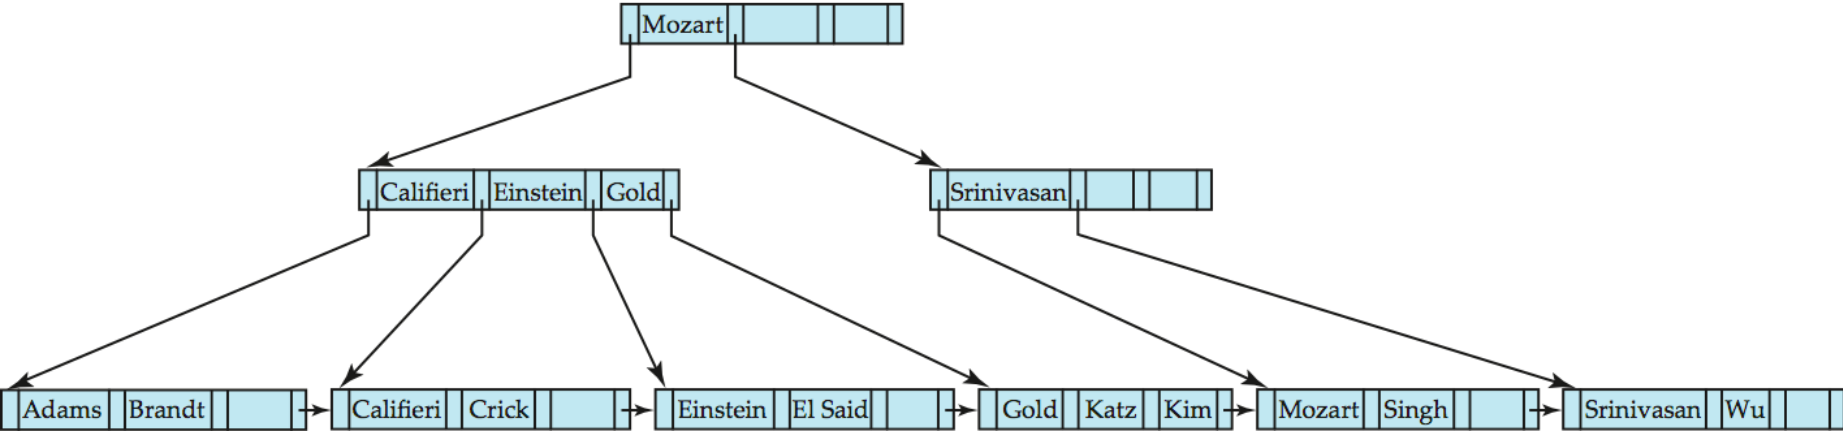 Mozart
Califieri Einstein Gold Srinivasan
Adams Brandt Califieri Crick Einstein El Said Gold Katz Kim Mozart Singh Srinivasan Wu